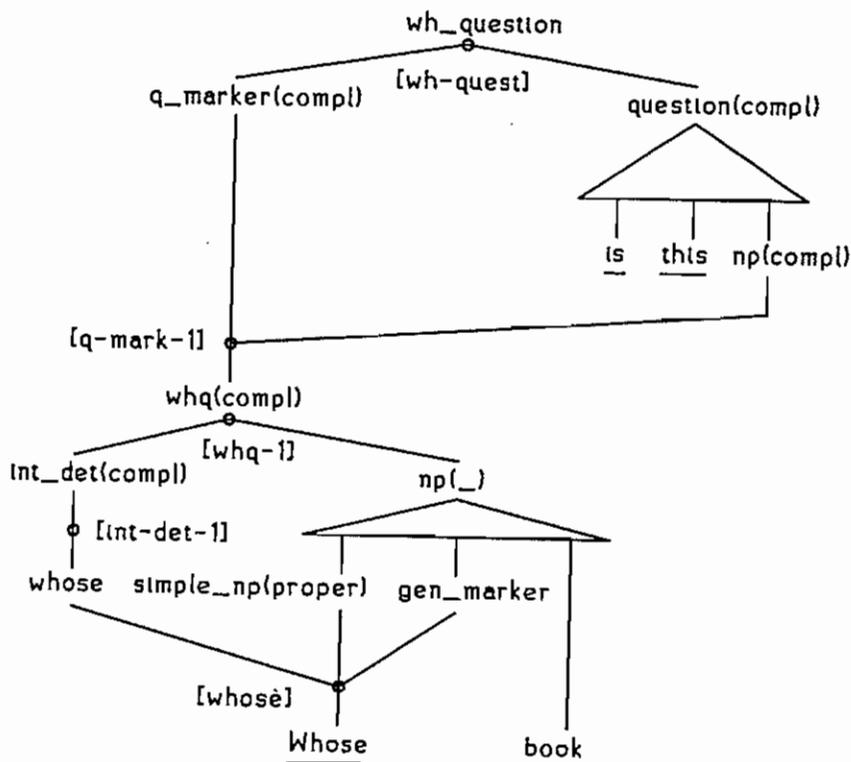 wh_question
[wh-quest]
q_marker(compl)
question(compl)
is this np(compl)
[q-mark-1]
whq(compl)
[whq-1]
int_det(compl)
np(_)
[int-det-1]
whose simple_np(proper) gen_marker
[whosè]
Whose book